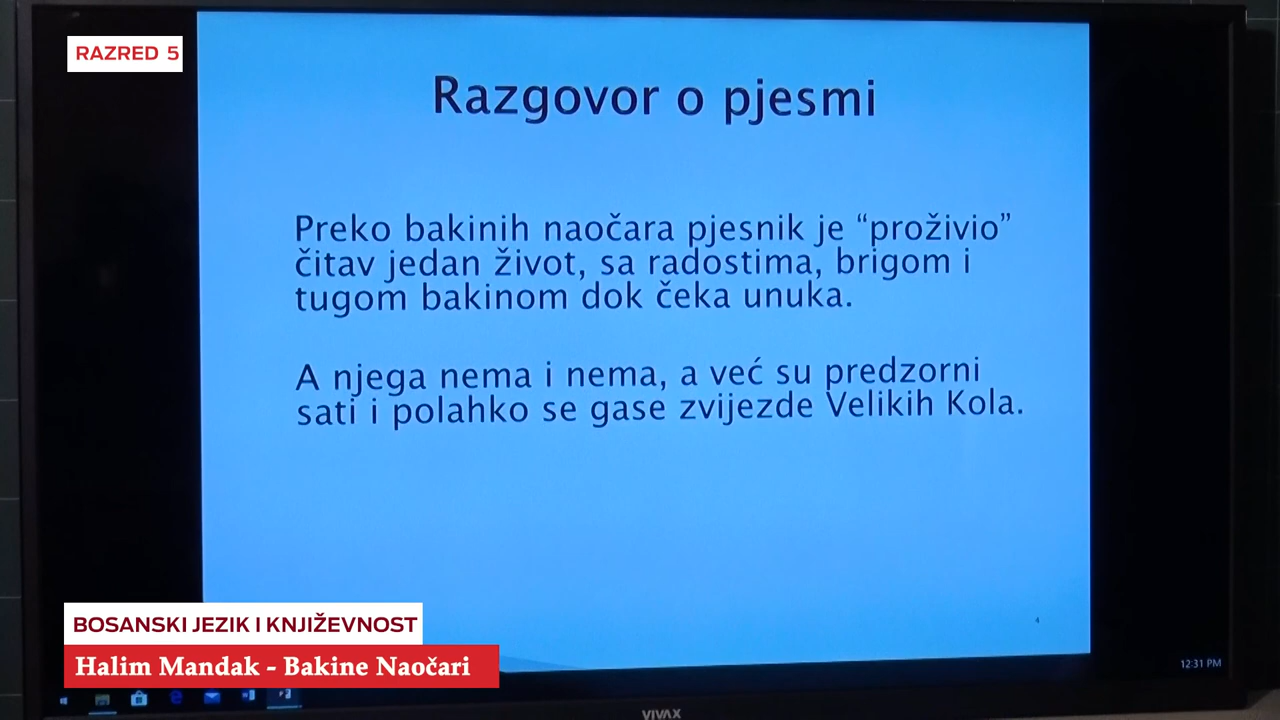 RAZRED 5
Razgovor o pjesmi
Preko bakinih naočara pjesnik je “proživio”
čitav jedan život, sa radostima, brigom i
tugom bakinom dok čeka unuka.
A njega nema i nema, a već su predzorni
sati i polahko se gase zvijezde Velikih Kola.
4
BOSANSKI JEZIK I KNJIŽEVNOST
Halim Mandak - Bakine Naočari
12:31 PM
VIVAX